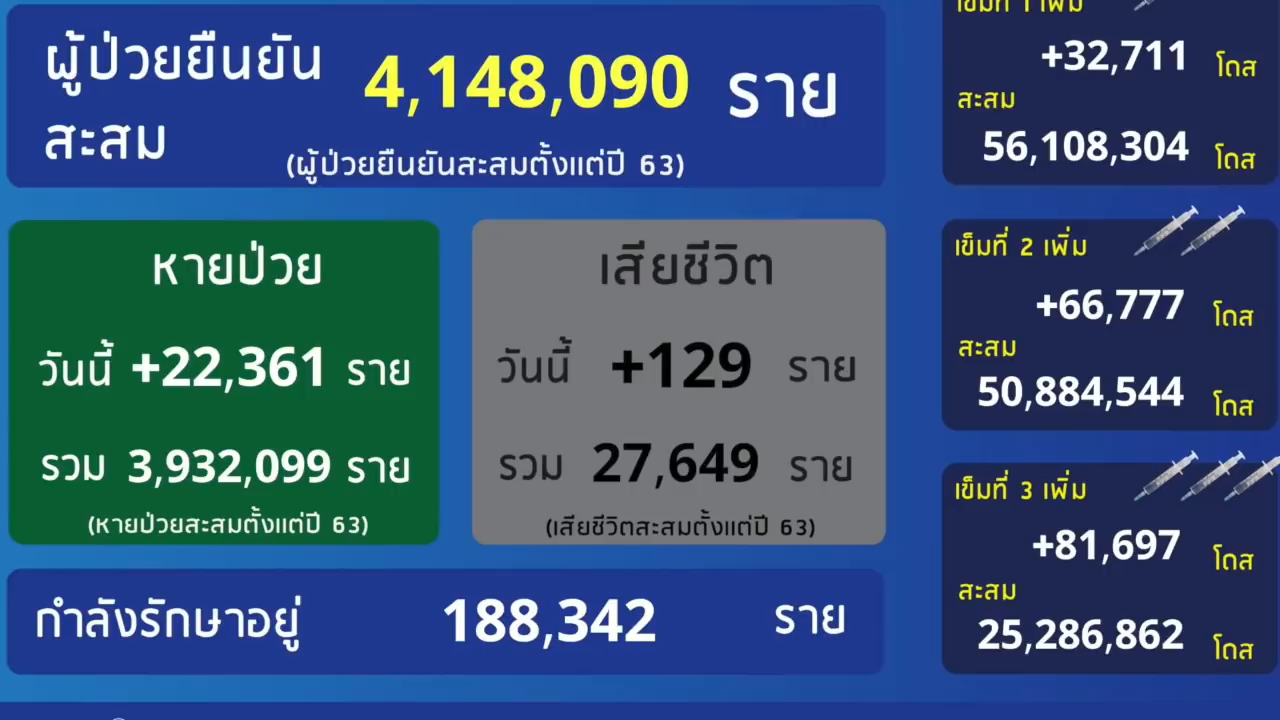 ผู้ป่วยยืนยัน
สะสม
4,148,090 ราย
(ผู้ป่วยยืนยันสะสมตั้งแต่ปี 63)
หายป่วย
วันนี้ +22,361 ราย
รวม 3,932,099 ราย
(หายป่วยสะสมตั้งแต่ปี 63)
เสียชีวิต
วันนี้ +129 ราย
รวม 27,649 ราย
(เสียชีวิตสะสมตั้งแต่ปี 63)
กำลังรักษาอยู่ 188,342 ราย
เข็มที่ 1 เพิ่ม
+32,711 โดส
สะสม
56,108,304 โดส
เข็มที่ 2 เพิ่ม
+66,777 โดส
สะสม
50,884,544 โดส
เข็มที่ 3 เพิ่ม
+81,697 โดส
สะสม
25,286,862 โดส